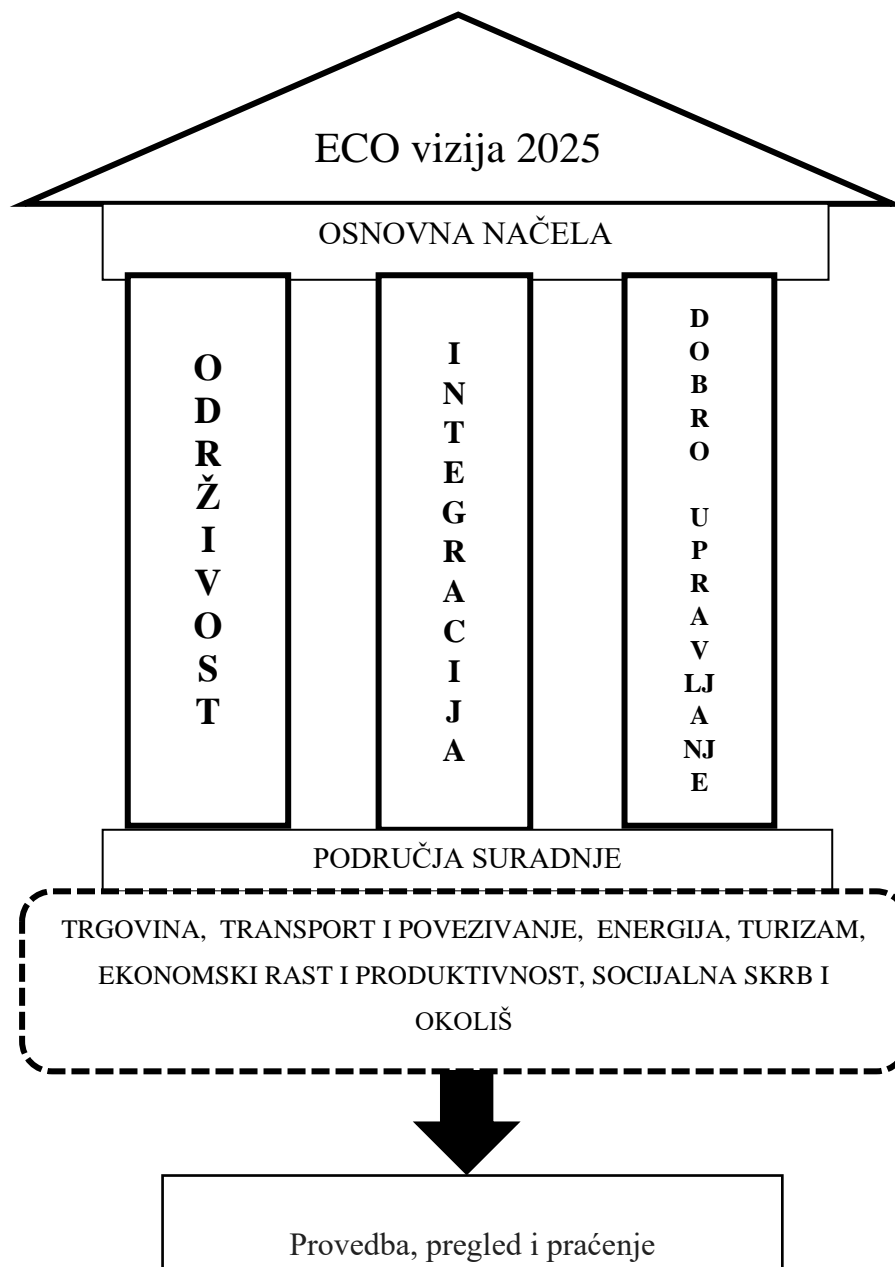 ECO vizija 2025
OSNOVNA NAČELA
ODRŽIVOST
INTEGRACIJA
DOBRO UPRAVLJANJE
PODRUČJA SURADNJE
TRGOVINA, TRANSPORT I POVEZIVANJE, ENERGIJA, TURIZAM,
EKONOMSKI RAST I PRODUKTIVNOST, SOCIJALNA SKRB I
OKOLIŠ
Provedba, pregled i praćenje